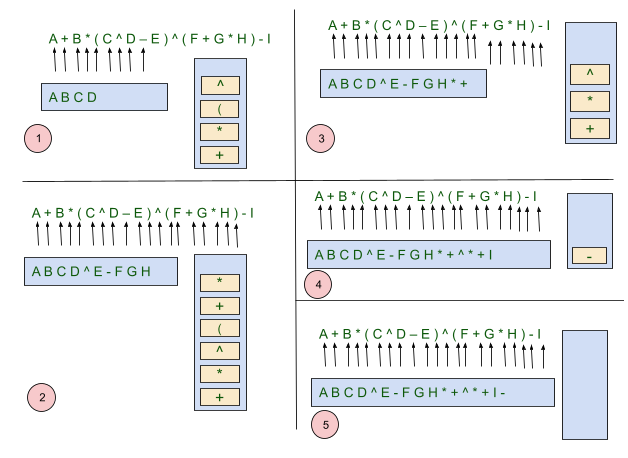 A + B * ( C ^ D – E ) ^ ( F + G * H ) - I
A B C D
^
(
*
+
1
A + B * ( C ^ D – E ) ^ ( F + G * H ) - I
A B C D ^ E - F G H
*
+
(
^
*
+
2
A + B * ( C ^ D – E ) ^ ( F + G * H ) - I
A B C D ^ E - F G H * +
^
*
+
3
A + B * ( C ^ D – E ) ^ ( F + G * H ) - I
A B C D ^ E - F G H * + ^ * + I
-
4
A + B * ( C ^ D – E ) ^ ( F + G * H ) - I
A B C D ^ E - F G H * + ^ * + I -
5